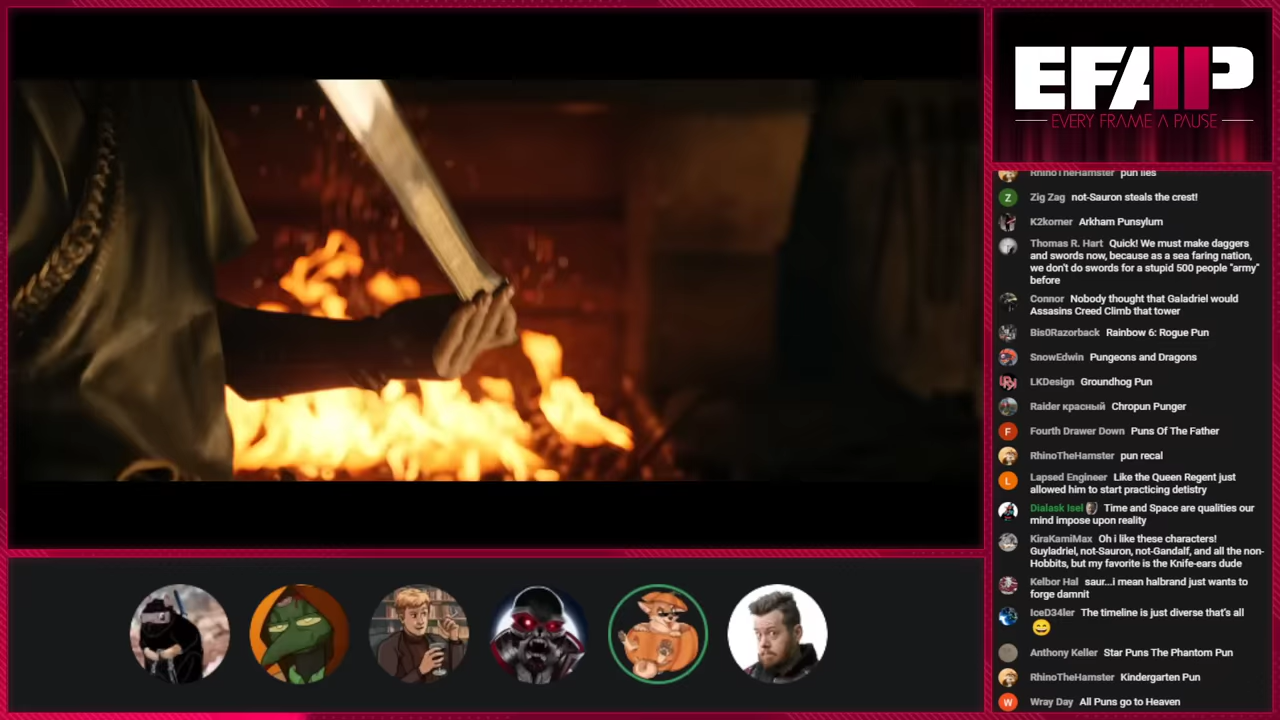 EFAP
EVERY FRAME A PAUSE
RhinoTheHamster pun lies
Z
Zig Zag not-Sauron steals the crest!
K2korner Arkham Punsylum
Thomas R. Hart Quick! We must make daggers
and swords now, because as a sea faring nation,
we don't do swords for a stupid 500 people "army"
before
Connor Nobody thought that Galadriel would
Assasins Creed Climb that tower
Bis0Razorback Rainbow 6: Rogue Pun
SnowEdwin Pungeons and Dragons
LKDesign Groundhog Pun
Raider красный Chropun Punger
F
Fourth Drawer Down Puns Of The Father
RhinoTheHamster pun recal
L
Lapsed Engineer Like the Queen Regent just
allowed him to start practicing detistry
Dialask Isei Time and Space are qualities our
mind impose upon reality
KiraKamiMax Oh i like these characters!
Guyladriel, not-Sauron, not-Gandalf, and all the non-
Hobbits, but my favorite is the Knife-ears dude
Kelbor Hal saur...i mean halbrand just wants to
forge damnit
IceD34ler The timeline is just diverse that's all
😄
Anthony Keller Star Puns The Phantom Pun
RhinoTheHamster Kindergarten Pun
W
Wray Day All Puns go to Heaven